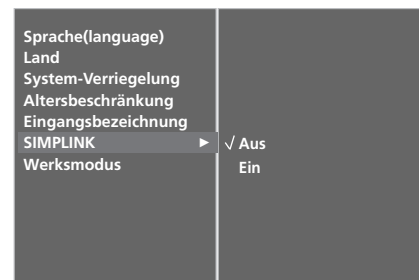 Sprache(language)
Land
System-Verriegelung
Altersbeschränkung
Eingangsbezeichnung
SIMPLINK ► √ Aus
Werksmodus Ein